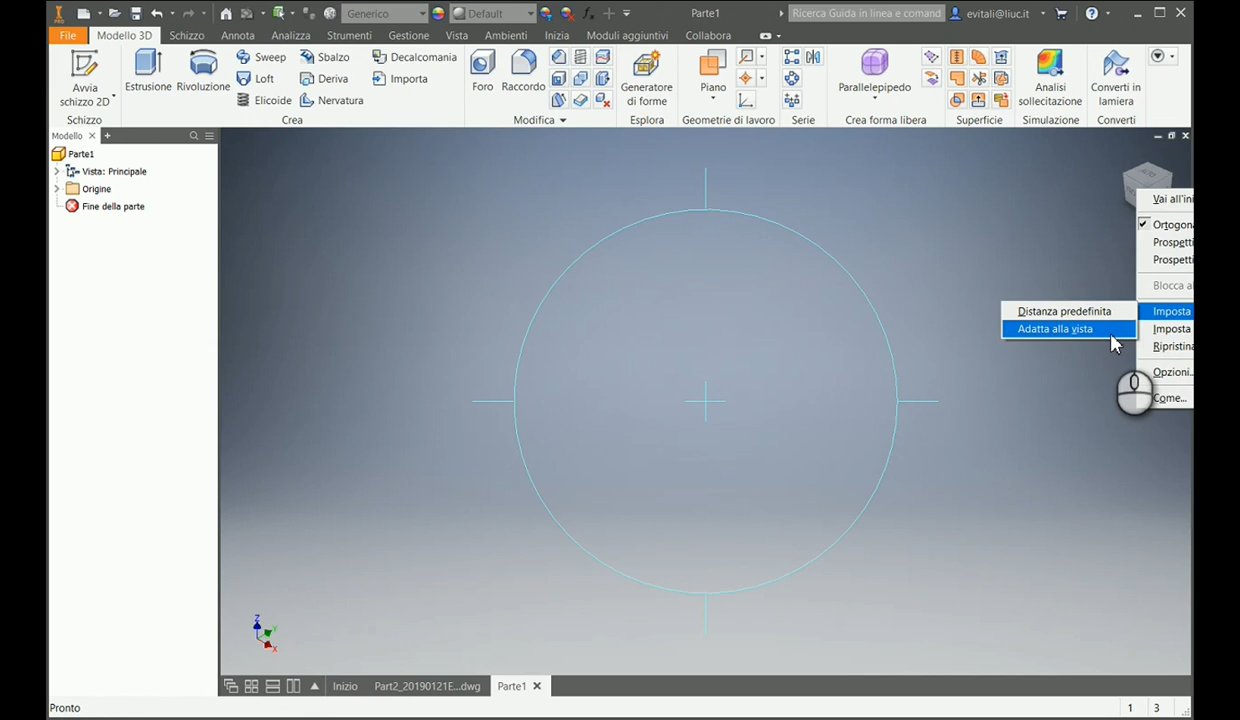 Generico
Default
Parte1
Ricerca Guida in linea e comand
evitali@liuc.it
File
Modello 3D
Schizzo
Annota
Analizza
Strumenti
Gestione
Vista
Ambienti
Inizia
Moduli aggiuntivi
Collabora
Avvia
schizzo 2D
Schizzo
Estrusione
Rivoluzione
Sweep
Loft
Elicoide
Sbalzo
Deriva
Nervatura
Decalcomania
Importa
Crea
Foro
Raccordo
Modifica
Generatore
di forme
Esplora
Piano
Geometrie di lavoro
Serie
Parallelepipedo
Crea forma libera
Superficie
Analisi
sollecitazione
Simulazione
Converti in
lamiera
Converti
Modello
Parte1
Vista: Principale
Origine
Fine della parte
Vai all'ini
Ortogona
Prospetti
Prospetti
Blocca a
Imposta
Imposta
Ripristina
Opzioni..
Come...
Distanza predefinita
Adatta alla vista
Z
Y
X
Inizio
Part2_20190121E...dwg
Parte1
Pronto
1
3